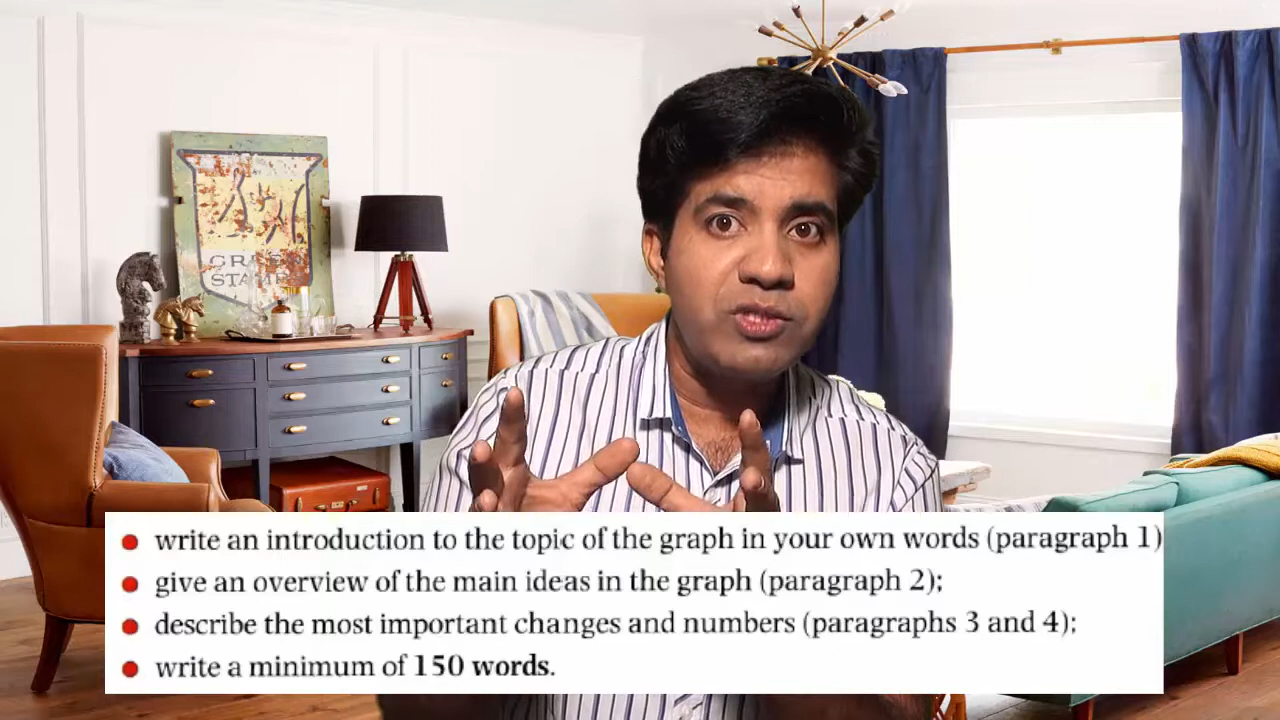 GREEN
STAMPS
write an introduction to the topic of the graph in your own words (paragraph 1)
give an overview of the main ideas in the graph (paragraph 2);
describe the most important changes and numbers (paragraphs 3 and 4);
write a minimum of 150 words.